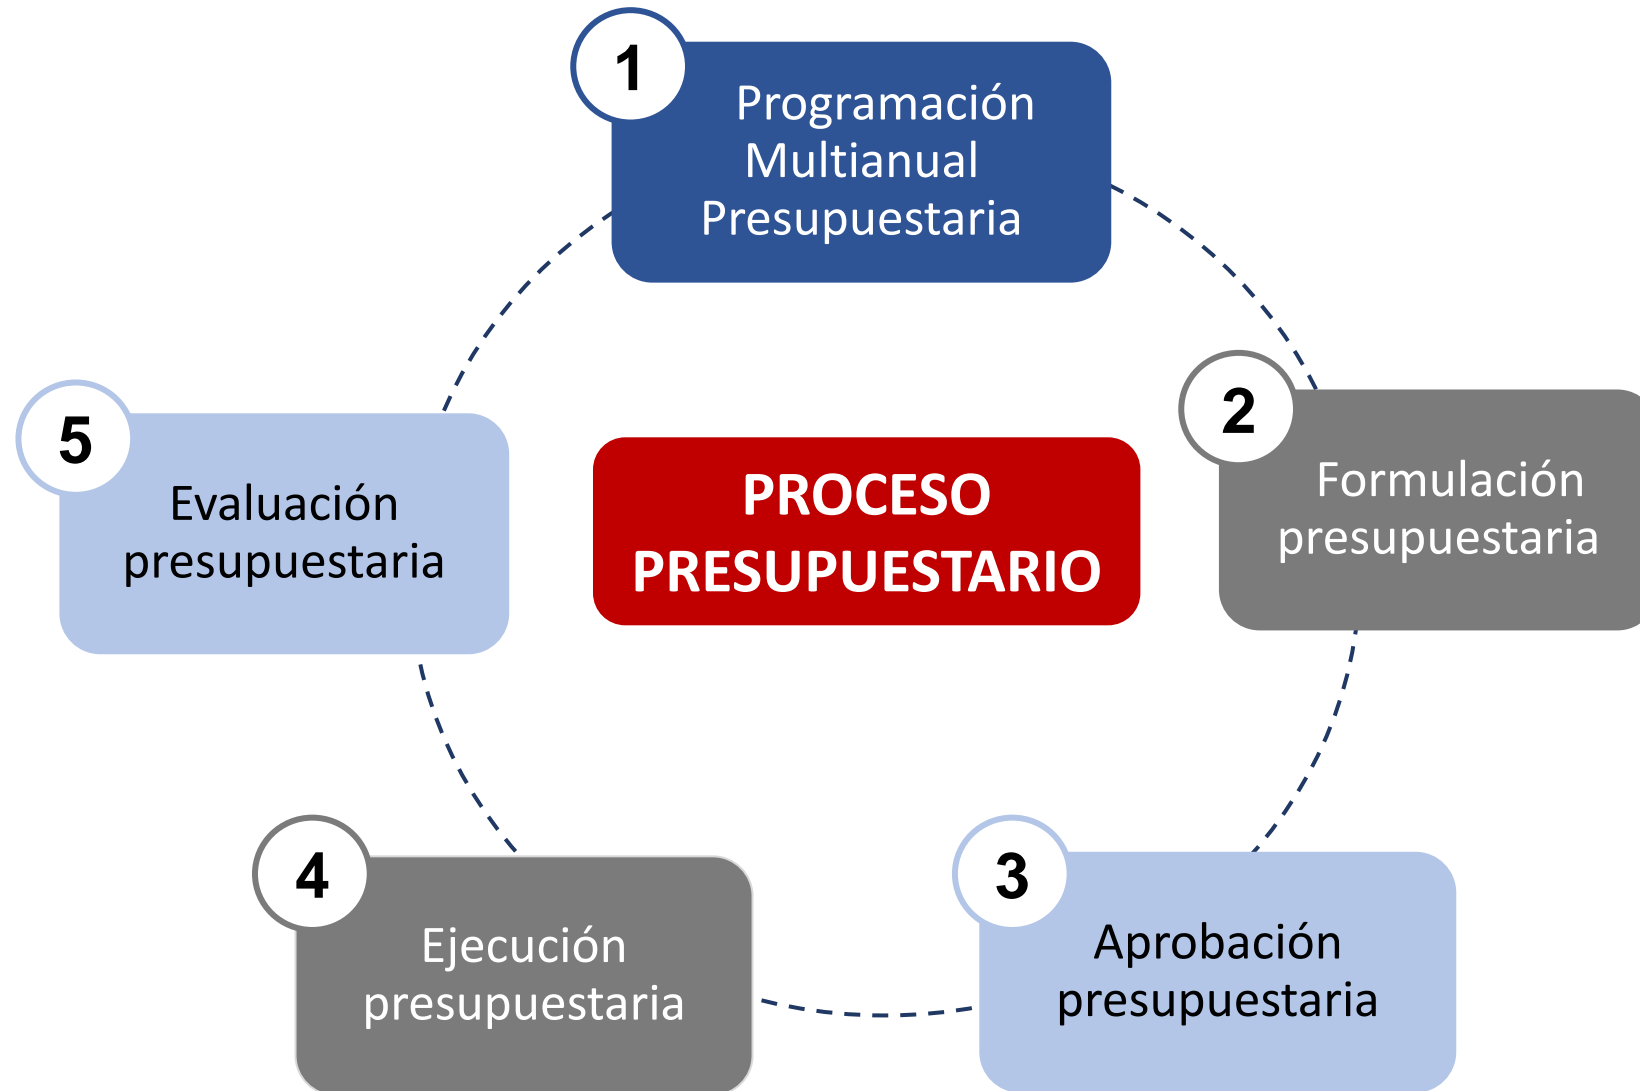 1
Programación
Multianual
Presupuestaria
2
Formulación
presupuestaria
5
Evaluación
presupuestaria
PROCESO
PRESUPUESTARIO
4
Ejecución
presupuestaria
3
Aprobación
presupuestaria